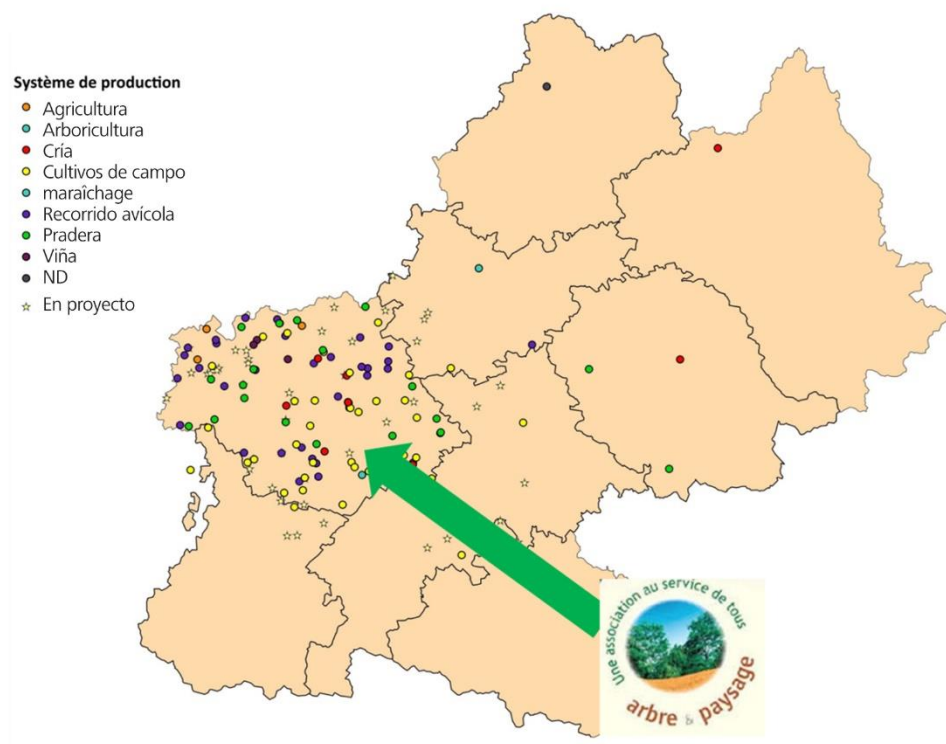 Système de production
Agricultura
Arboricultura
Cría
Cultivos de campo
maraîchage
Recorrido avícola
Pradera
Viña
ND
En proyecto
Une association au service de tous
arbre & paysage